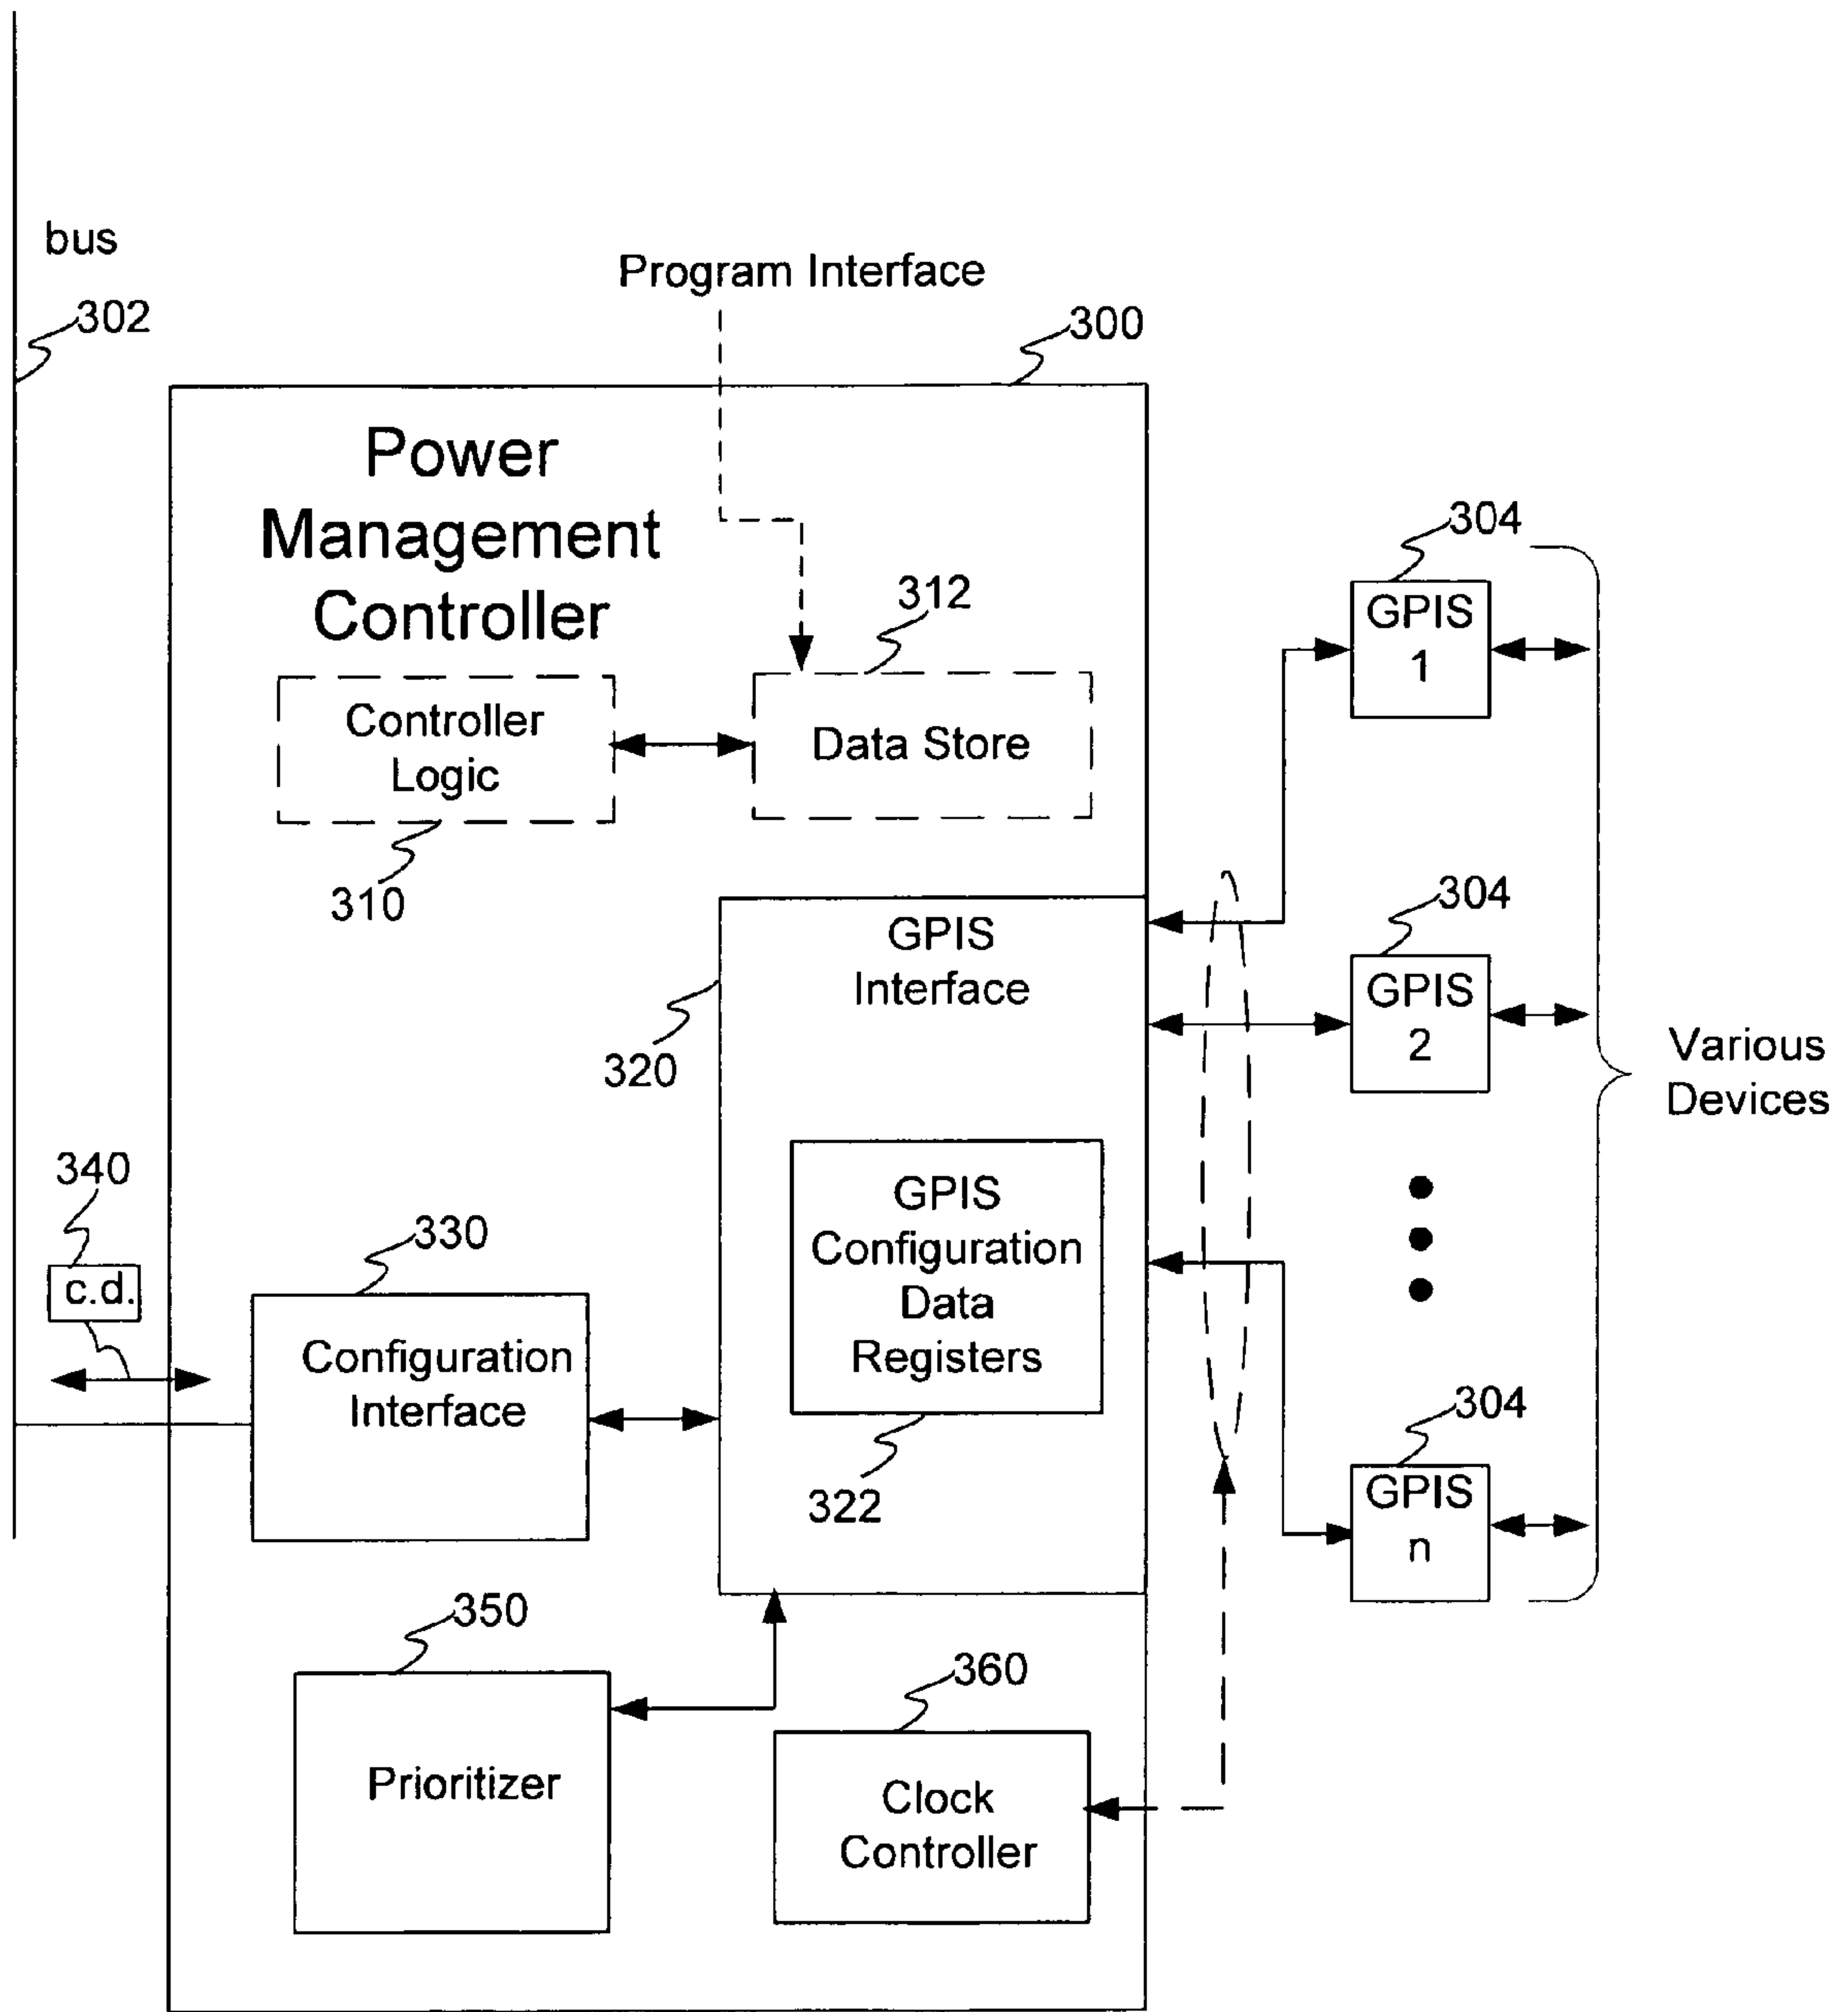 bus
302
Program Interface
300
Power
Management
Controller
312
Controller
Logic
Data Store
310
304
GPIS
1
GPIS
Interface
320
304
GPIS
2
Various
Devices
GPIS
Configuration
Data
Registers
322
340
c.d.
330
Configuration
Interface
304
GPIS
n
350
Prioritizer
360
Clock
Controller